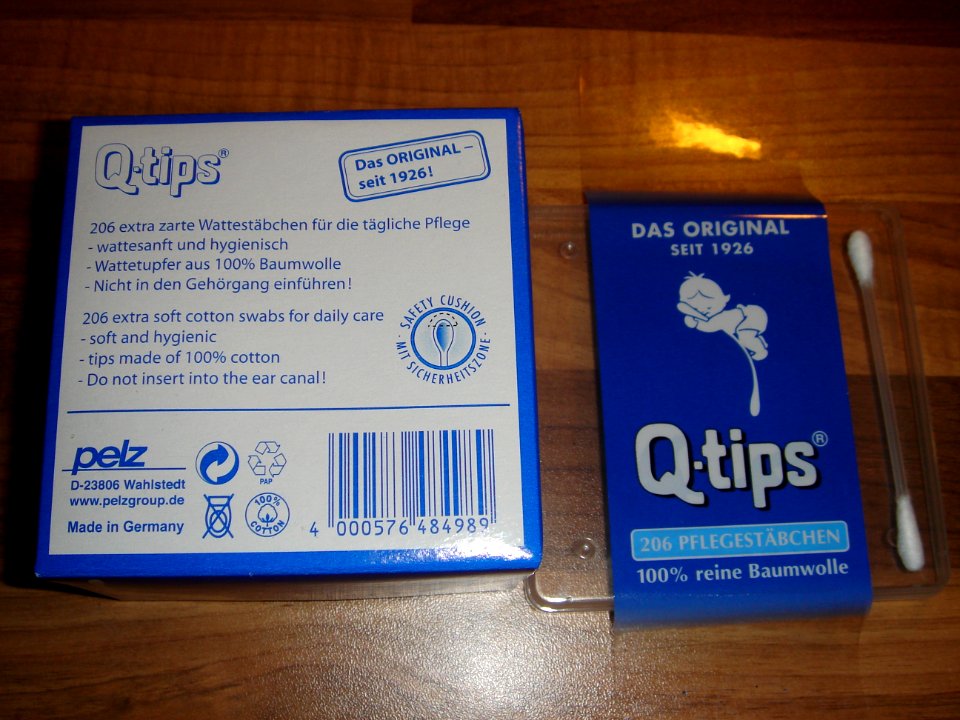 Q-tips®
Das ORIGINAL –
seit 1926!
206 extra zarte Wattestäbchen für die tägliche Pflege
- wattesanft und hygienisch
- Wattetupfer aus 100% Baumwolle
- Nicht in den Gehörgang einführen!
206 extra soft cotton swabs for daily care
- soft and hygienic
- tips made of 100% cotton
- Do not insert into the ear canal!
SAFETY CUSHION
- MIT SICHERHEITSZONE -
pelz
D-23806 Wahlstedt
www.pelzgroup.de
Made in Germany
PAP
100%
COTTON
4 000576 484989
DAS ORIGINAL
SEIT 1926
Q-tips®
206 PFLEGESTÄBCHEN
100% reine Baumwolle